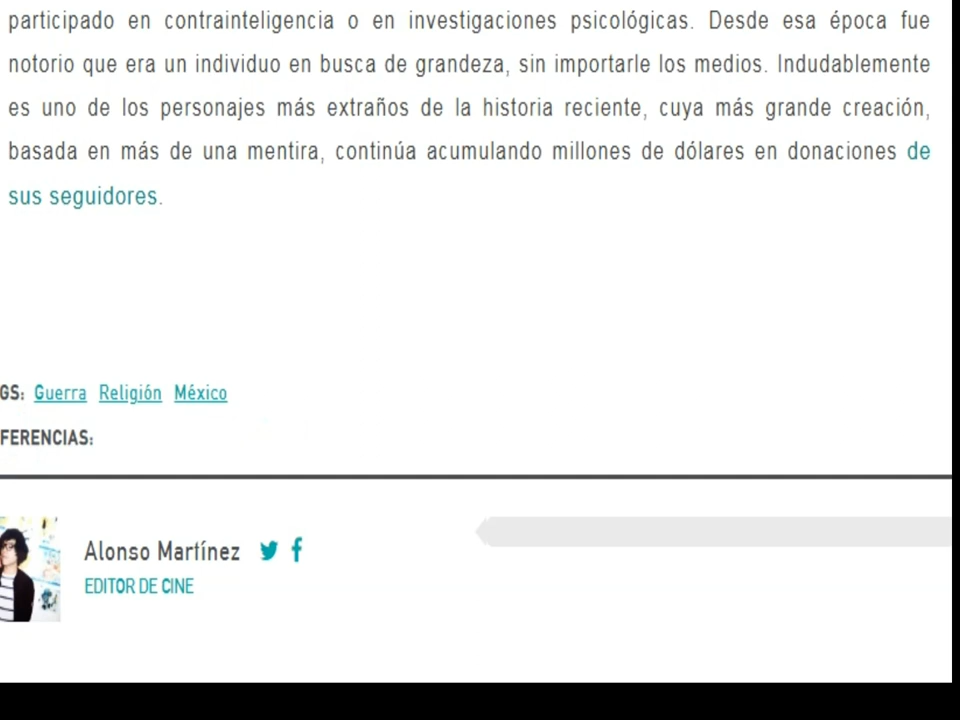 participado en contrainteligencia o en investigaciones psicológicas. Desde esa época fue
notorio que era un individuo en busca de grandeza, sin importarle los medios. Indudablemente
es uno de los personajes más extraños de la historia reciente, cuya más grande creación,
basada en más de una mentira, continúa acumulando millones de dólares en donaciones de
sus seguidores.
GS: Guerra Religión México
FERENCIAS:
Alonso Martínez
EDITOR DE CINE